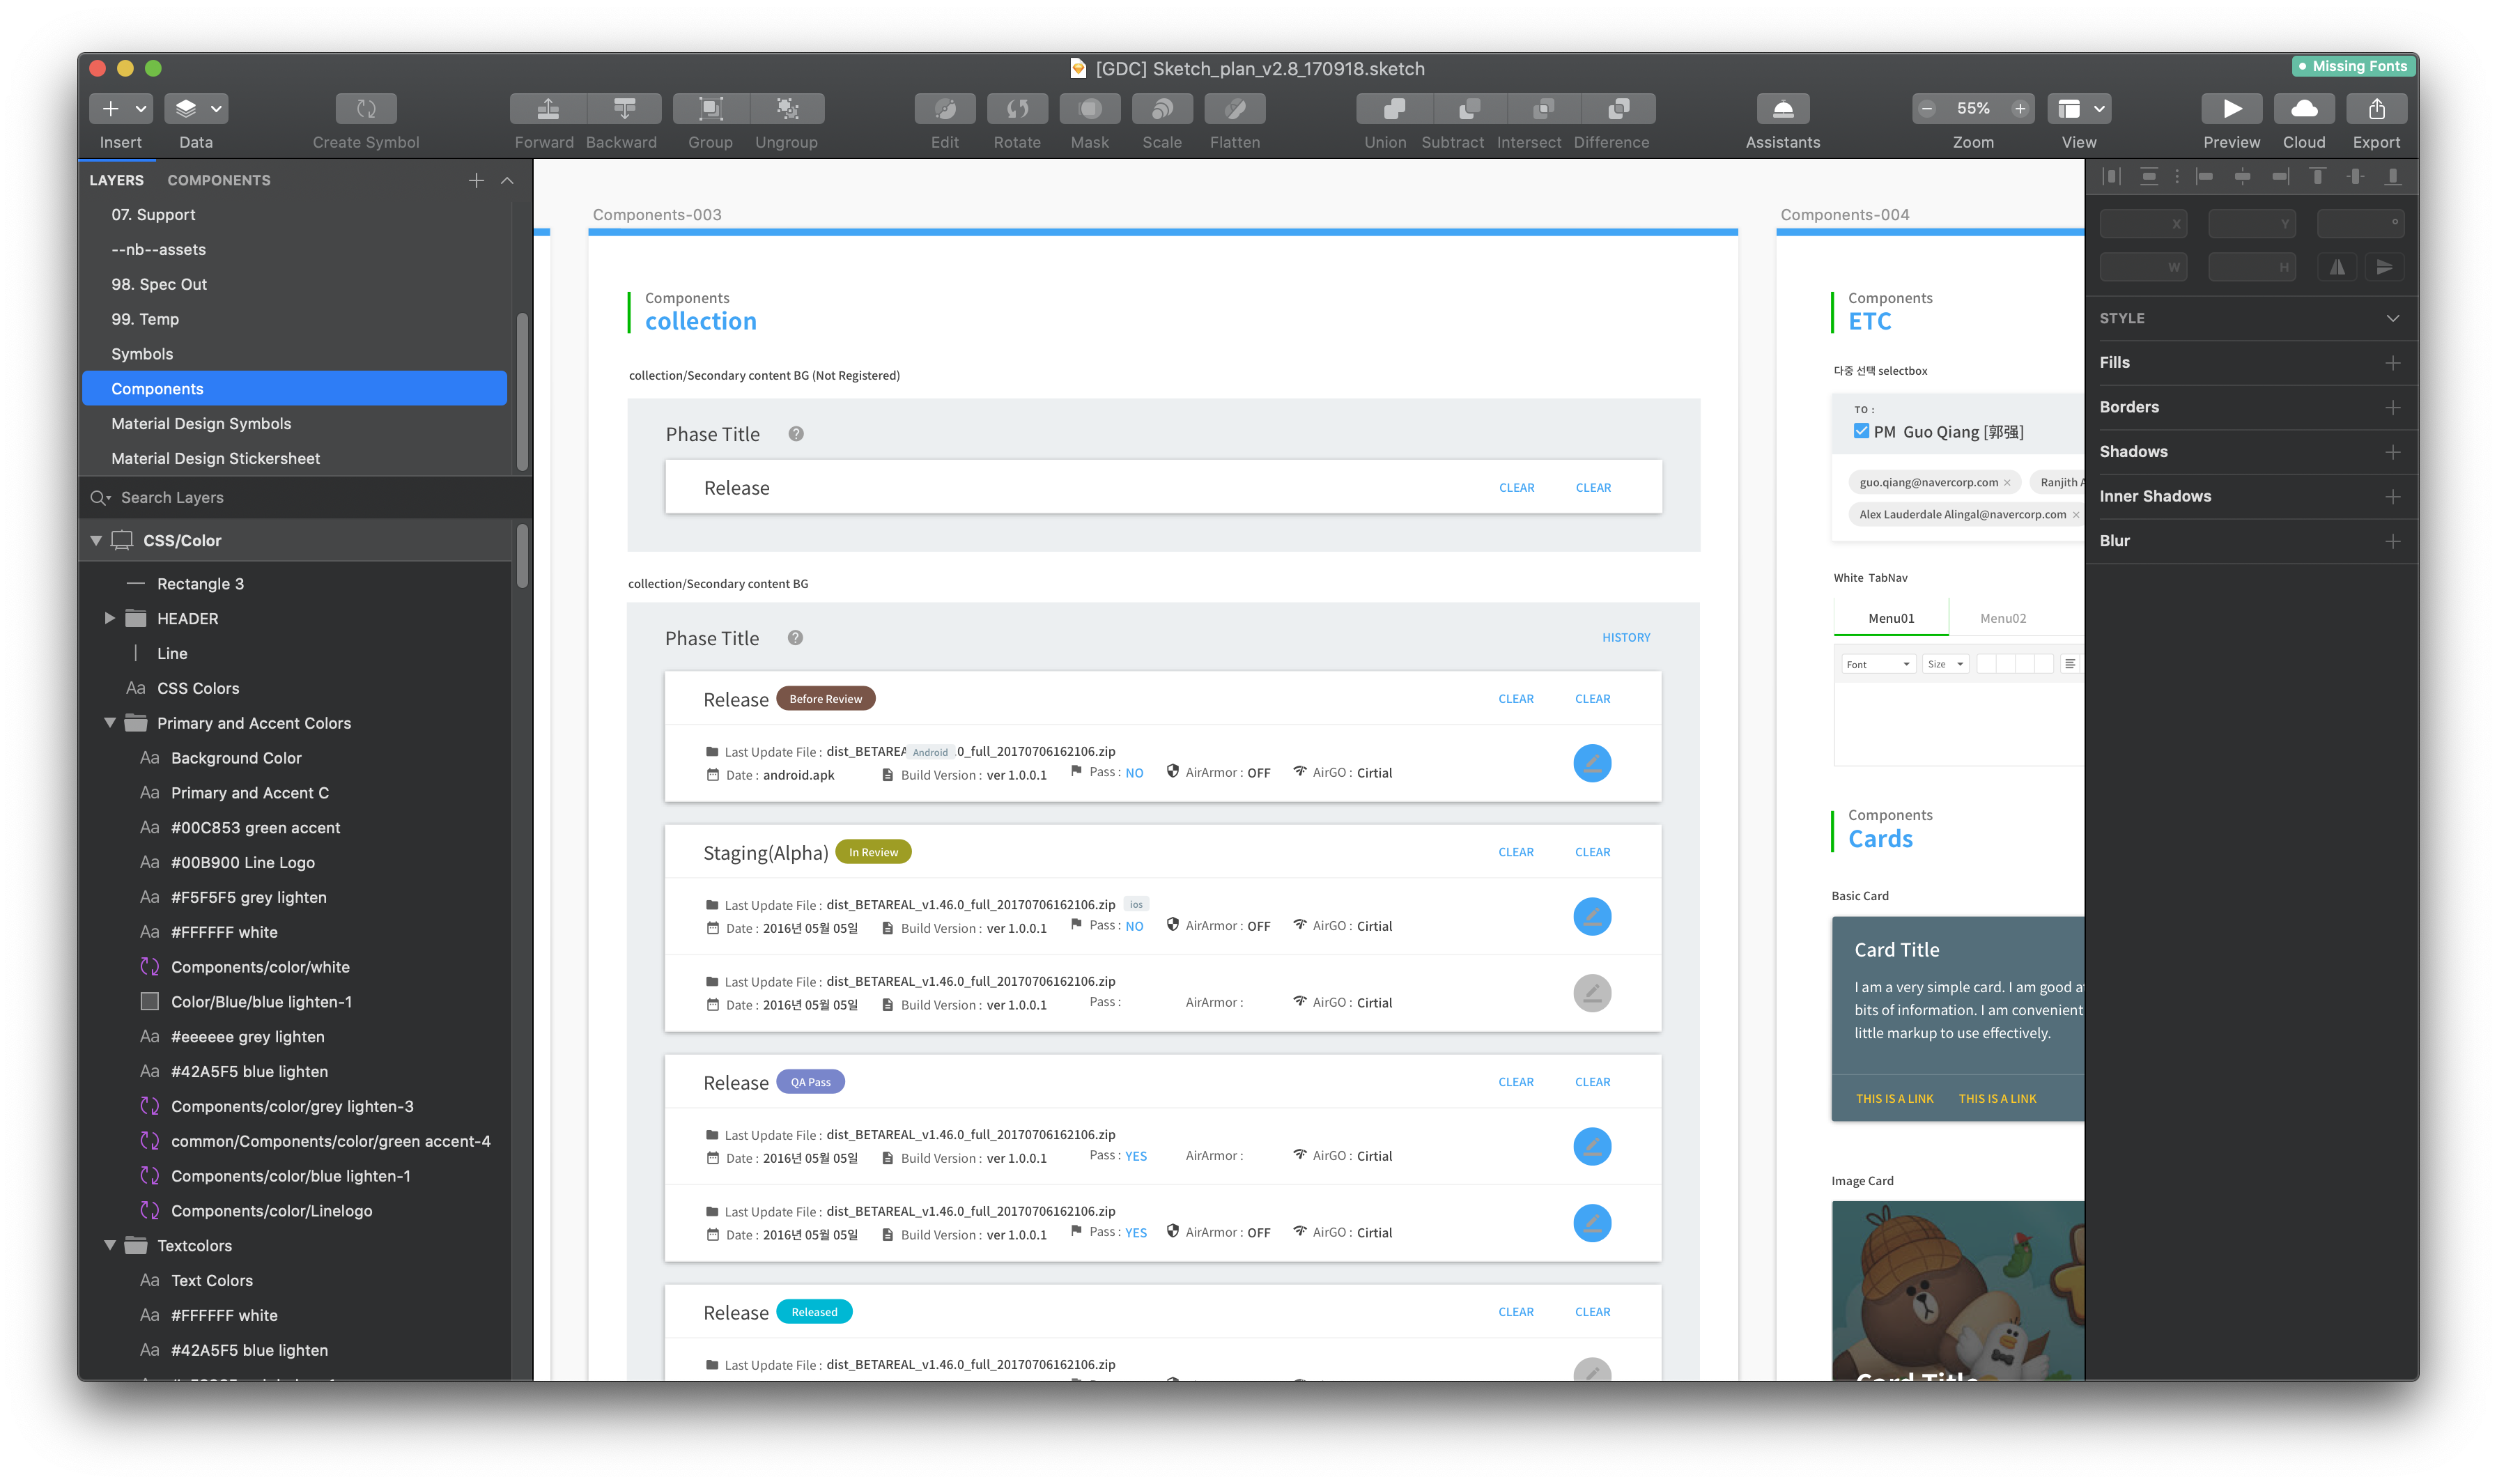 [GDC] Sketch_plan_v2.8_170918.sketch
Missing Fonts
55%
Insert Data Create Symbol Forward Backward Group Ungroup Edit Rotate Mask Scale Flatten Union Subtract Intersect Difference Assistants Zoom View Preview Cloud Export
LAYERS COMPONENTS
07. Support
--nb--assets
98. Spec Out
99. Temp
Symbols
Components
Material Design Symbols
Material Design Stickersheet
Search Layers
CSS/Color
Rectangle 3
HEADER
Line
Aa CSS Colors
Primary and Accent Colors
Aa Background Color
Aa Primary and Accent C
Aa #00C853 green accent
Aa #00B900 Line Logo
Aa #F5F5F5 grey lighten
Aa #FFFFFF white
Components/color/white
Color/Blue/blue lighten-1
Aa #eeeeee grey lighten
Aa #42A5F5 blue lighten
Components/color/grey lighten-3
common/Components/color/green accent-4
Components/color/blue lighten-1
Components/color/Linelogo
Textcolors
Aa Text Colors
Aa #FFFFFF white
Aa #42A5F5 blue lighten
Components-003
Components
collection
collection/Secondary content BG (Not Registered)
Phase Title ?
Release CLEAR CLEAR
collection/Secondary content BG
Phase Title ? HISTORY
Release Before Review CLEAR CLEAR
Last Update File : dist_BETAREA Android .0_full_20170706162106.zip
Date : android.apk Build Version : ver 1.0.0.1 Pass : NO AirArmor : OFF AirGO : Cirtial
Staging(Alpha) In Review CLEAR CLEAR
Last Update File : dist_BETAREAL_v1.46.0_full_20170706162106.zip ios
Date : 2016년 05월 05일 Build Version : ver 1.0.0.1 Pass : NO AirArmor : OFF AirGO : Cirtial
Last Update File : dist_BETAREAL_v1.46.0_full_20170706162106.zip
Date : 2016년 05월 05일 Build Version : ver 1.0.0.1 Pass : AirArmor : AirGO : Cirtial
Release QA Pass CLEAR CLEAR
Last Update File : dist_BETAREAL_v1.46.0_full_20170706162106.zip
Date : 2016년 05월 05일 Build Version : ver 1.0.0.1 Pass : YES AirArmor : AirGO : Cirtial
Last Update File : dist_BETAREAL_v1.46.0_full_20170706162106.zip
Date : 2016년 05월 05일 Build Version : ver 1.0.0.1 Pass : YES AirArmor : OFF AirGO : Cirtial
Release Released CLEAR CLEAR
Last Update File : dist_BETAREAL_v1.46.0_full_20170706162106.zip
Components-004
Components
ETC
다중 선택 selectbox
TO :
PM Guo Qiang [郭强]
guo.qiang@navercorp.com × Ranjith A
Alex Lauderdale Alingal@navercorp.com ×
White TabNav
Menu01 Menu02
Font Size
Components
Cards
Basic Card
Card Title
I am a very simple card. I am good a
bits of information. I am convenient
little markup to use effectively.
THIS IS A LINK THIS IS A LINK
Image Card
Card Title
X Y °
W H
STYLE
Fills
Borders
Shadows
Inner Shadows
Blur